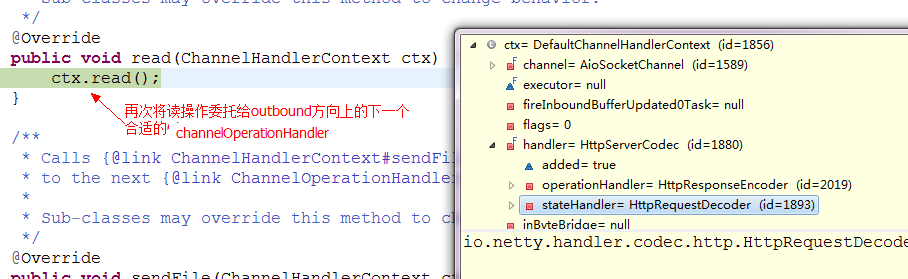 Sub-classes may override this method to change behavior.
*/
@Override
public void read(ChannelHandlerContext ctx)
ctx.read();
}
再次将读操作委托给outbound方向上的下一个
合适的
channelOperationHandler
/**
* Calls {@link ChannelHandlerContext#sendFil
* to the next {@link ChannelOperationHandler
*
* Sub-classes may override this method to ch
*/
@Override
public void sendFile(ChannelHandlerContext c
ctx= DefaultChannelHandlerContext (id=1856)
channel= AioSocketChannel (id=1589)
executor= null
fireInboundBufferUpdated0Task= null
flags= 0
handler= HttpServerCodec (id=1880)
added= true
operationHandler= HttpResponseEncoder (id=2019)
stateHandler= HttpRequestDecoder (id=1893)
inByteBridge= null
io.netty.handler.codec.http.HttpRequestDecode